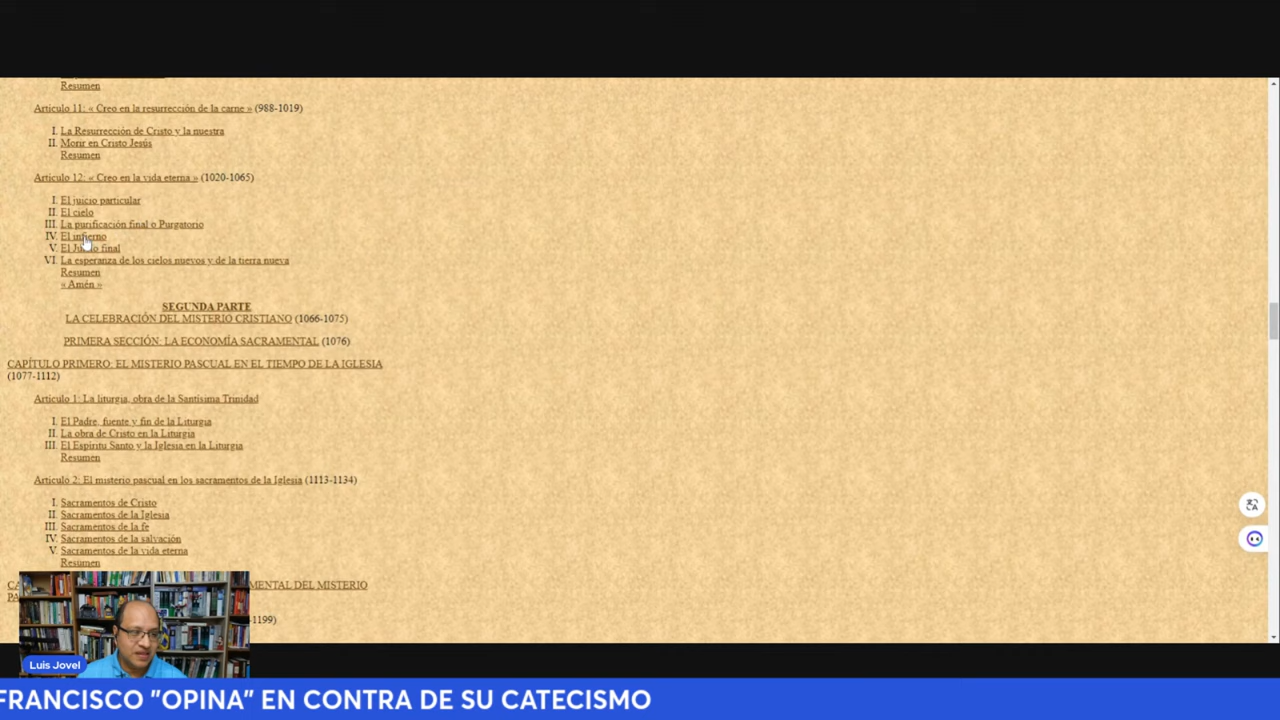 Resumen
Artículo 11: « Creo en la resurrección de la carne » (988-1019)
I. La Resurrección de Cristo y la nuestra
II. Morir en Cristo Jesús
Resumen
Artículo 12: « Creo en la vida eterna » (1020-1065)
I. El juicio particular
II. El cielo
III. La purificación final o Purgatorio
IV. El infierno
V. El Juicio final
VI. La esperanza de los cielos nuevos y de la tierra nueva
Resumen
« Amén »
SEGUNDA PARTE
LA CELEBRACIÓN DEL MISTERIO CRISTIANO (1066-1075)
PRIMERA SECCIÓN: LA ECONOMÍA SACRAMENTAL (1076)
CAPÍTULO PRIMERO: EL MISTERIO PASCUAL EN EL TIEMPO DE LA IGLESIA
(1077-1112)
Artículo 1: La liturgia, obra de la Santísima Trinidad
I. El Padre, fuente y fin de la Liturgia
II. La obra de Cristo en la Liturgia
III. El Espíritu Santo y la Iglesia en la Liturgia
Resumen
Artículo 2: El misterio pascual en los sacramentos de la Iglesia (1113-1134)
I. Sacramentos de Cristo
II. Sacramentos de la Iglesia
III. Sacramentos de la fe
IV. Sacramentos de la salvación
V. Sacramentos de la vida eterna
Resumen
MENTAL DEL MISTERIO
-1199)
Luis Jovel
FRANCISCO "OPINA" EN CONTRA DE SU CATECISMO